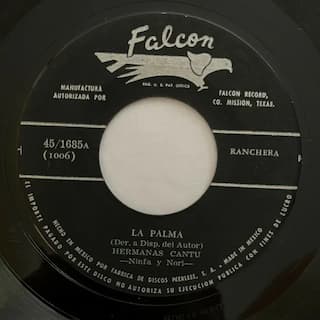 Falcon
REG. U. S. PAT. OFFICE
MANUFACTURA
AUTORIZADA POR
FALCON RECORD,
CO. MISSION, TEXAS.
45/1685A
(1006)
RANCHERA
LA PALMA
(Der. a Disp. del Autor)
HERMANAS CANTU
—Ninfa y Nori—
HECHO EN MEXICO POR FABRICA DE DISCOS PEERLESS, S. A. - MADE IN MEXICO
EL IMPORTE PAGADO POR ESTE DISCO NO AUTORIZA SU EJECUCION PUBLICA CON FINES DE LUCRO